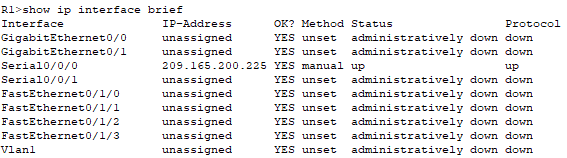 R1>show ip interface brief
Interface IP-Address OK? Method Status Protocol
GigabitEthernet0/0 unassigned YES unset administratively down down
GigabitEthernet0/1 unassigned YES unset administratively down down
Serial0/0/0 209.165.200.225 YES manual up up
Serial0/0/1 unassigned YES unset administratively down down
FastEthernet0/1/0 unassigned YES unset administratively down down
FastEthernet0/1/1 unassigned YES unset administratively down down
FastEthernet0/1/2 unassigned YES unset administratively down down
FastEthernet0/1/3 unassigned YES unset administratively down down
Vlan1 unassigned YES unset administratively down down